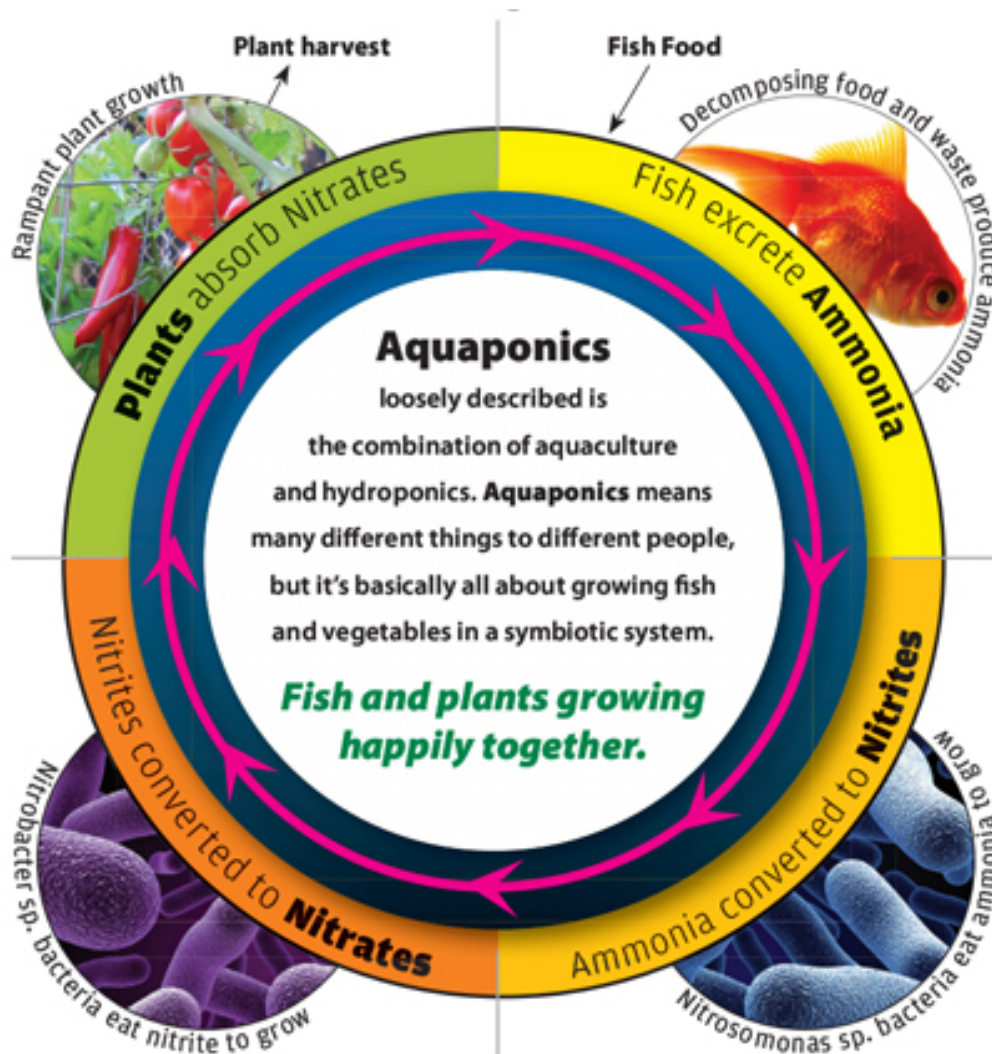 Plant harvest
Fish Food
Rampant plant growth
Decomposing food and waste produce ammonia
Plants absorb Nitrates
Fish excrete Ammonia
Aquaponics
loosely described is
the combination of aquaculture
and hydroponics. Aquaponics means
many different things to different people,
but it's basically all about growing fish
and vegetables in a symbiotic system.
Fish and plants growing
happily together.
Nitrites converted to Nitrates
Ammonia converted to Nitrites
Nitrobacter sp. bacteria eat nitrite to grow
Nitrosomonas sp. bacteria eat ammonia to grow